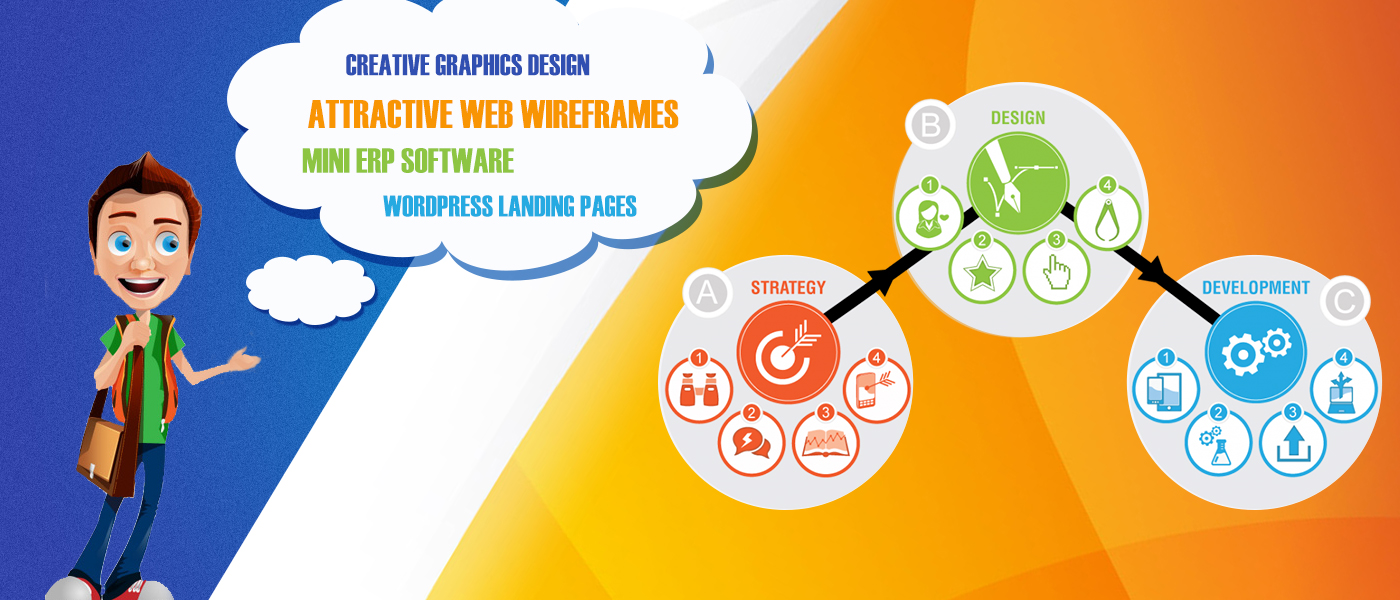 CREATIVE GRAPHICS DESIGN
ATTRACTIVE WEB WIREFRAMES
MINI ERP SOFTWARE
WORDPRESS LANDING PAGES
A
STRATEGY
1
2
3
4
B
DESIGN
1
2
3
4
C
DEVELOPMENT
1
2
3
4